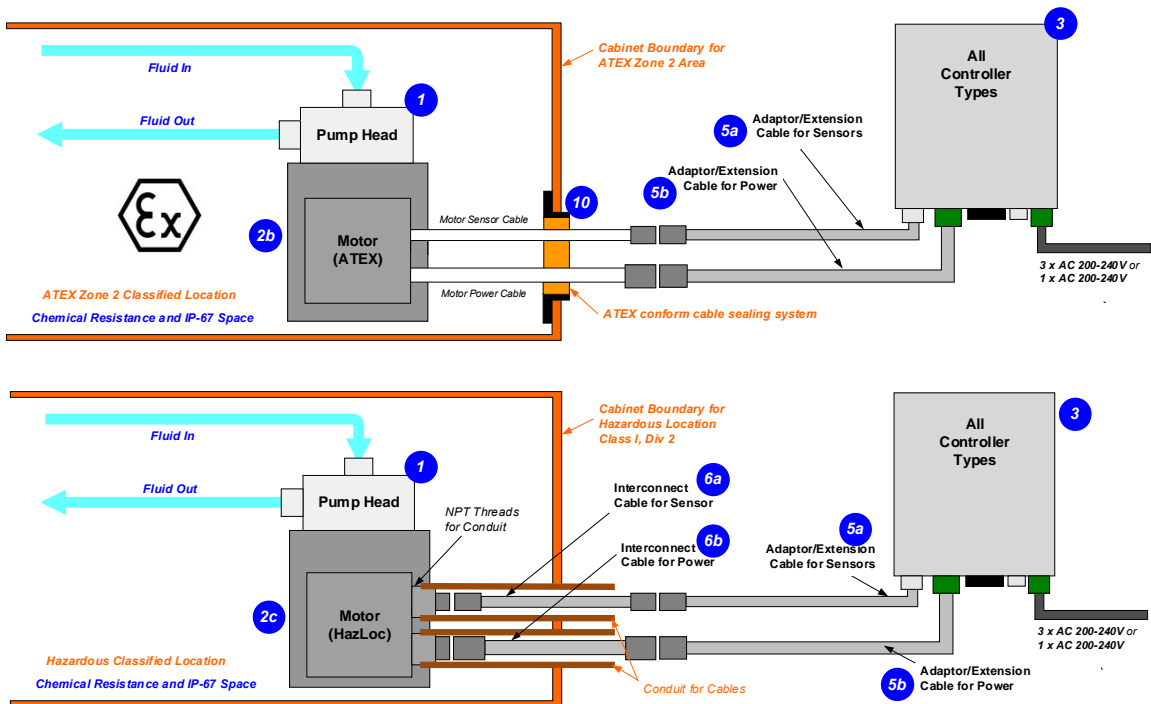 Cabinet Boundary for
ATEX Zone 2 Area
3
All
Controller
Types
Fluid In
1
Fluid Out
Pump Head
5a
Adaptor/Extension
Cable for Sensors
Adaptor/Extension
Cable for Power
5b
10
Ex
2b
Motor
(ATEX)
Motor Sensor Cable
Motor Power Cable
3 x AC 200-240V or
1 x AC 200-240V
ATEX Zone 2 Classified Location
Chemical Resistance and IP-67 Space
ATEX conform cable sealing system
Cabinet Boundary for
Hazardous Location
Class I, Div 2
3
All
Controller
Types
Fluid In
1
Fluid Out
Pump Head
NPT Threads
for Conduit
Interconnect
Cable for Sensor
6a
Interconnect
Cable for Power
6b
5a
Adaptor/Extension
Cable for Sensors
2c
Motor
(HazLoc)
3 x AC 200-240V or
1 x AC 200-240V
Hazardous Classified Location
Chemical Resistance and IP-67 Space
Conduit for Cables
5b
Adaptor/Extension
Cable for Power